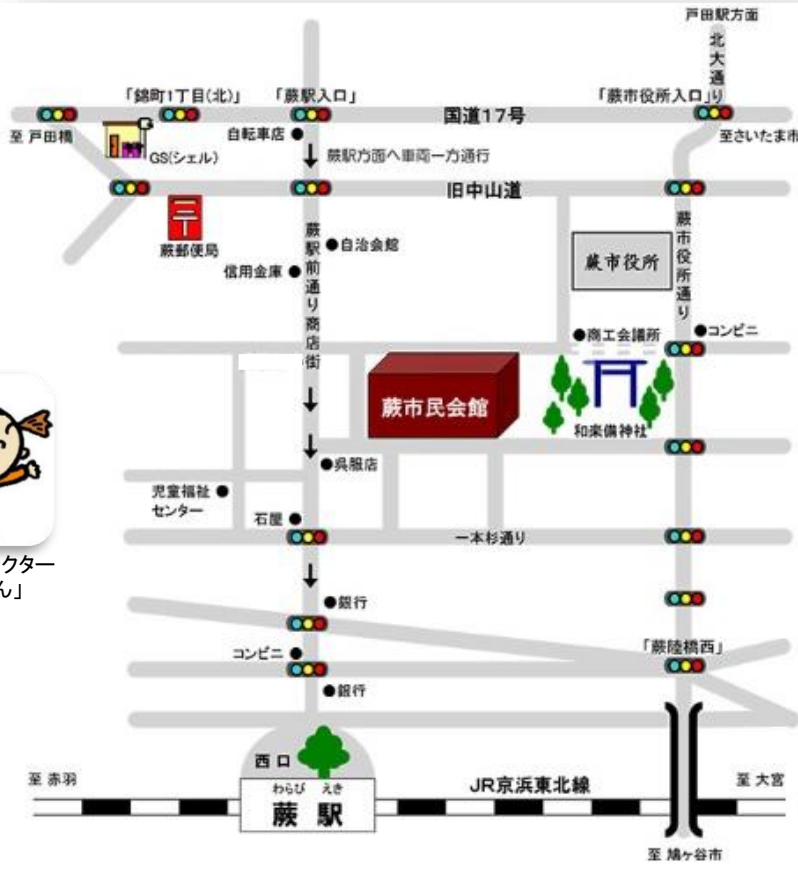 戸田駅方面
北大通り
「錦町1丁目(北)」
「蕨駅入口」
「蕨市役所入口」
国道17号
至 戸田橋
自転車店
至さいたま市
GS(シェル)
蕨駅方面へ車両一方通行
旧中山道
蕨郵便局
蕨駅前通り商店街
自治会館
信用金庫
蕨市役所
蕨市役所通り
商工会議所
コンビニ
蕨市民会館
和楽備神社
呉服店
児童福祉
センター
石屋
一本杉通り
クター
ん」
銀行
コンビニ
「蕨陸橋西」
銀行
西口
至 赤羽
JR京浜東北線
至 大宮
わらび えき
蕨 駅
至 鳩ヶ谷市